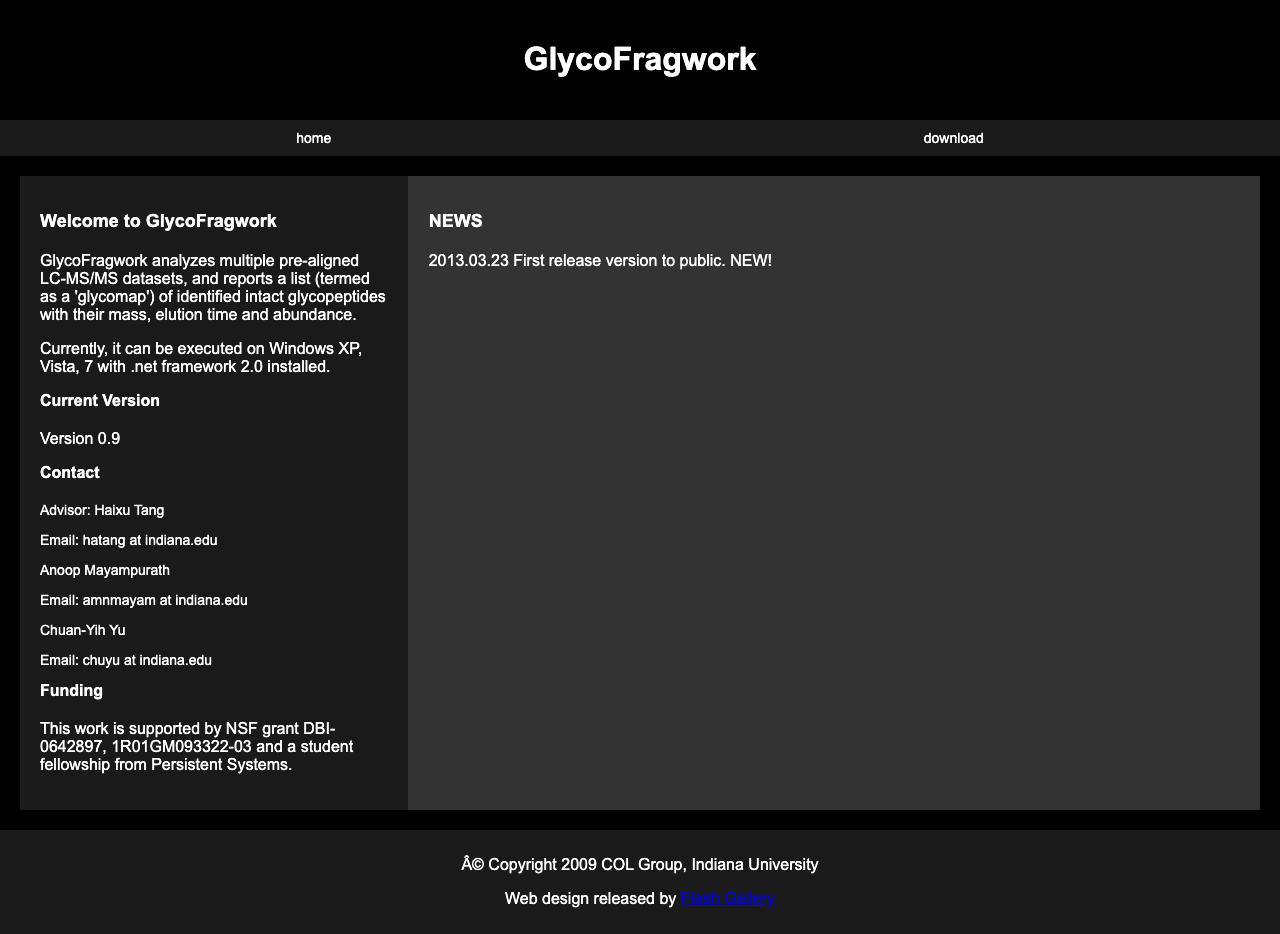 GlycoFragwork
home
download
Welcome to GlycoFragwork
GlycoFragwork analyzes multiple pre-aligned
LC-MS/MS datasets, and reports a list (termed
as a 'glycomap') of identified intact glycopeptides
with their mass, elution time and abundance.
Currently, it can be executed on Windows XP,
Vista, 7 with .net framework 2.0 installed.
Current Version
Version 0.9
Contact
Advisor: Haixu Tang
Email: hatang at indiana.edu
Anoop Mayampurath
Email: amnmayam at indiana.edu
Chuan-Yih Yu
Email: chuyu at indiana.edu
Funding
This work is supported by NSF grant DBI-
0642897, 1R01GM093322-03 and a student
fellowship from Persistent Systems.
NEWS
2013.03.23 First release version to public. NEW!
Â© Copyright 2009 COL Group, Indiana University
Web design released by Flash Gallery